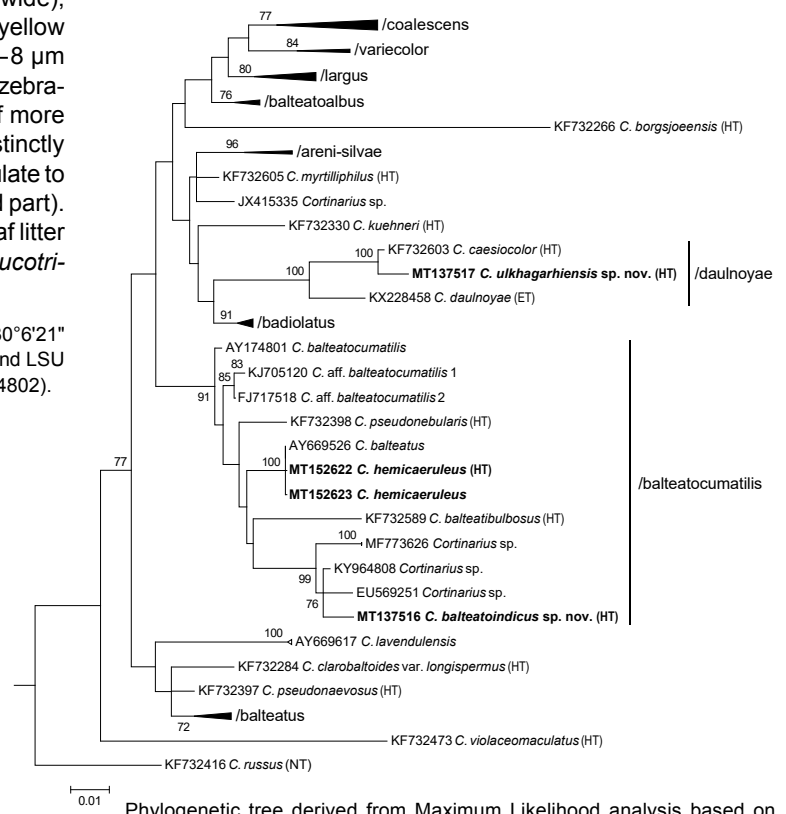 wide),
yellow
–8 µm
zebra-
f more
stinctly
late to
l part).
af litter
ucotri-
30°6'21"
nd LSU
4802).
77
/coalescens
84
/variecolor
80
/largus
76
/balteatoalbus
KF732266 C. borgsjoeensis (HT)
96
/areni-silvae
KF732605 C. myrtilliphilus (HT)
JX415335 Cortinarius sp.
KF732330 C. kuehneri (HT)
100
KF732603 C. caesiocolor (HT)
100
MT137517 C. ulkhagarhiensis sp. nov. (HT)
/daulnoyae
KX228458 C. daulnoyae (ET)
91
/badiolatus
AY174801 C. balteatocumatilis
83
KJ705120 C. aff. balteatocumatilis 1
85
91
FJ717518 C. aff. balteatocumatilis 2
KF732398 C. pseudonebularis (HT)
AY669526 C. balteatus
100
MT152622 C. hemicaeruleus (HT)
77
MT152623 C. hemicaeruleus
/balteatocumatilis
KF732589 C. balteatibulbosus (HT)
100
MF773626 Cortinarius sp.
KY964808 Cortinarius sp.
99
EU569251 Cortinarius sp.
76
MT137516 C. balteatoindicus sp. nov. (HT)
100
AY669617 C. lavendulensis
KF732284 C. clarobaltoides var. longispermus (HT)
KF732397 C. pseudonaevosus (HT)
/balteatus
72
KF732473 C. violaceomaculatus (HT)
KF732416 C. russus (NT)
0.01
Phylogenetic tree derived from Maximum Likelihood analysis based on